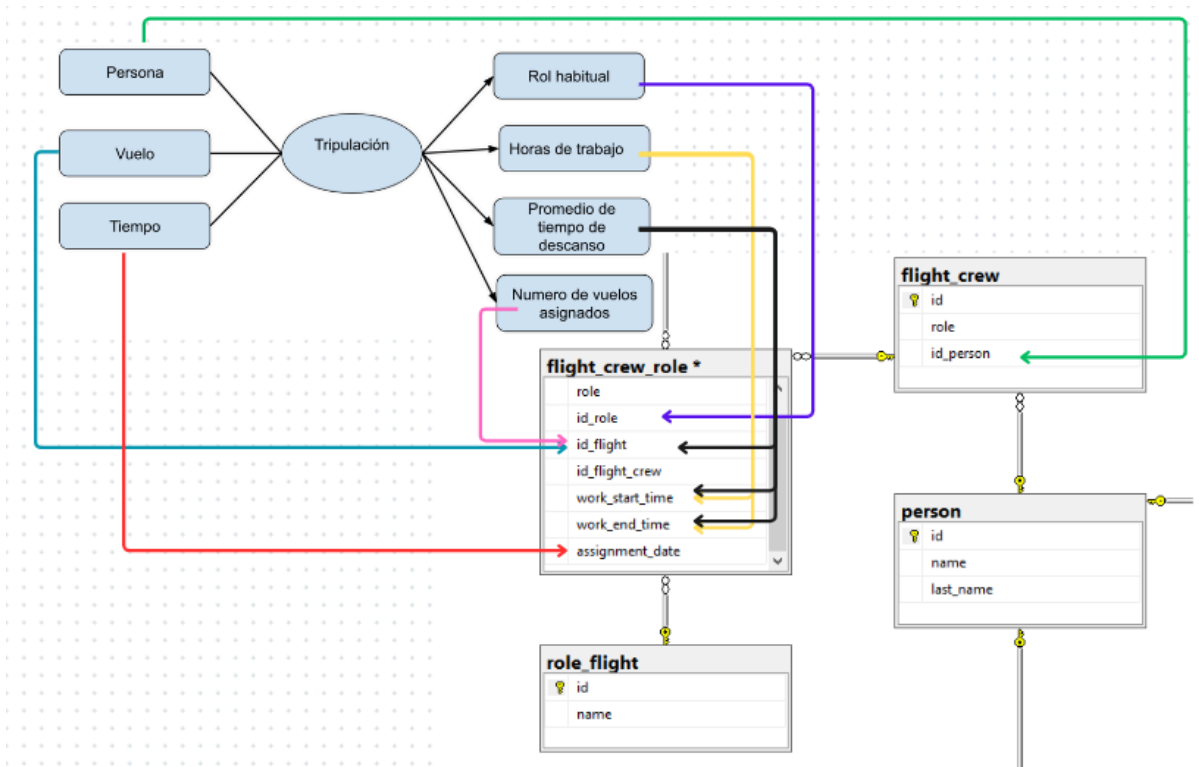 Persona
Vuelo
Tiempo
Tripulación
Rol habitual
Horas de trabajo
Promedio de
tiempo de
descanso
Numero de vuelos
asignados
flight_crew
id
role
id_person
flight_crew_role *
role
id_role
id_flight
id_flight_crew
work_start_time
work_end_time
assignment_date
person
id
name
last_name
role_flight
id
name